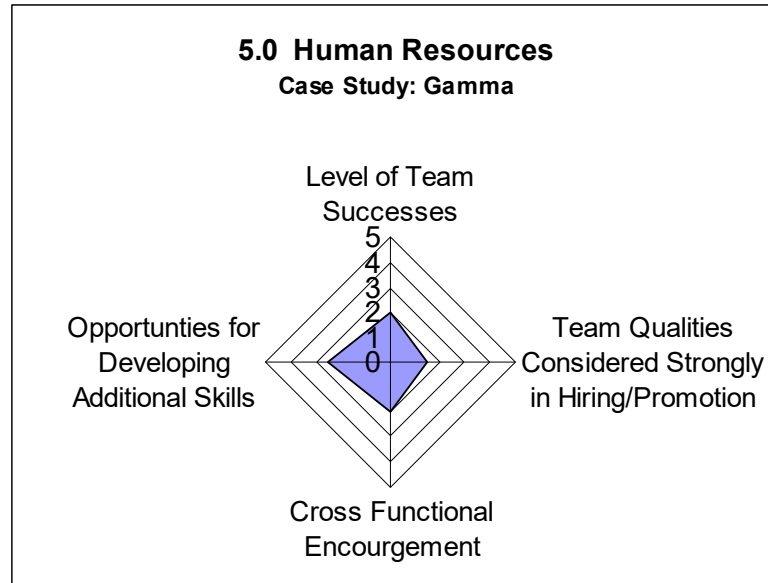 5.0 Human Resources
Case Study: Gamma
Level of Team
Successes
5
4
3
2
1
0
Opportunties for
Developing
Additional Skills
Team Qualities
Considered Strongly
in Hiring/Promotion
Cross Functional
Encourgement